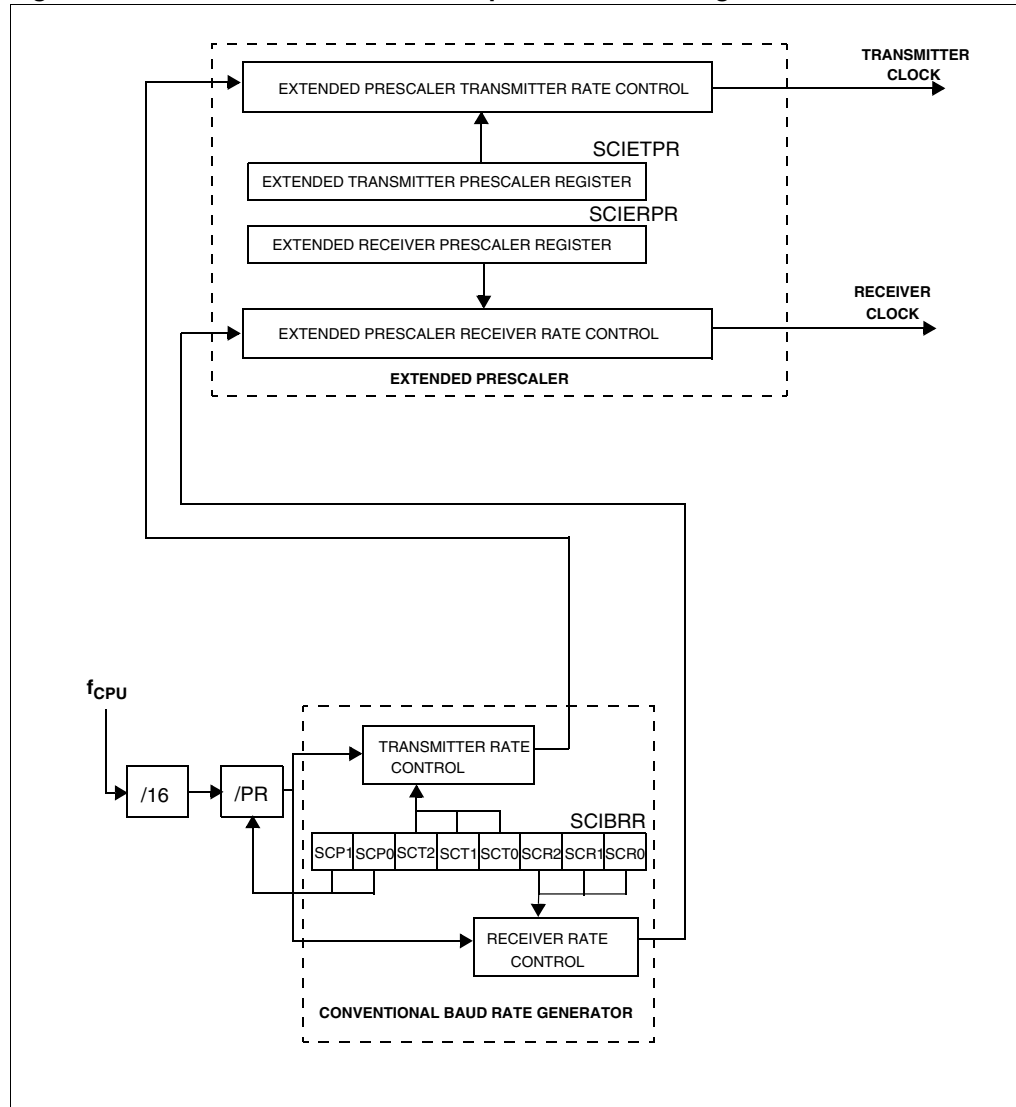 TRANSMITTER
CLOCK
EXTENDED PRESCALER TRANSMITTER RATE CONTROL
SCIETPR
EXTENDED TRANSMITTER PRESCALER REGISTER
SCIERPR
EXTENDED RECEIVER PRESCALER REGISTER
RECEIVER
CLOCK
EXTENDED PRESCALER RECEIVER RATE CONTROL
EXTENDED PRESCALER
fCPU
TRANSMITTER RATE
CONTROL
/16
/PR
SCIBRR
SCP1 SCP0 SCT2 SCT1 SCT0 SCR2 SCR1 SCR0
RECEIVER RATE
CONTROL
CONVENTIONAL BAUD RATE GENERATOR